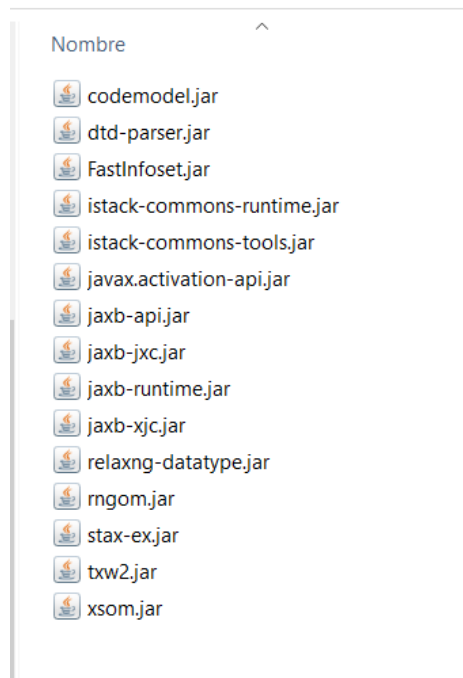 Nombre
codemodel.jar
dtd-parser.jar
FastInfoset.jar
istack-commons-runtime.jar
istack-commons-tools.jar
javax.activation-api.jar
jaxb-api.jar
jaxb-jxc.jar
jaxb-runtime.jar
jaxb-xjc.jar
relaxng-datatype.jar
rngom.jar
stax-ex.jar
txw2.jar
xsom.jar